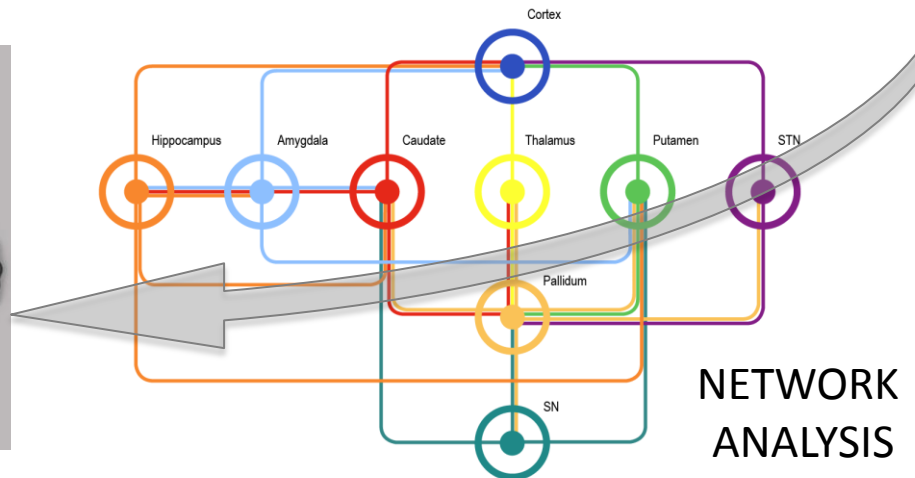 Cortex
Hippocampus
Amygdala
Caudate
Thalamus
Putamen
STN
Pallidum
SN
NETWORK
ANALYSIS